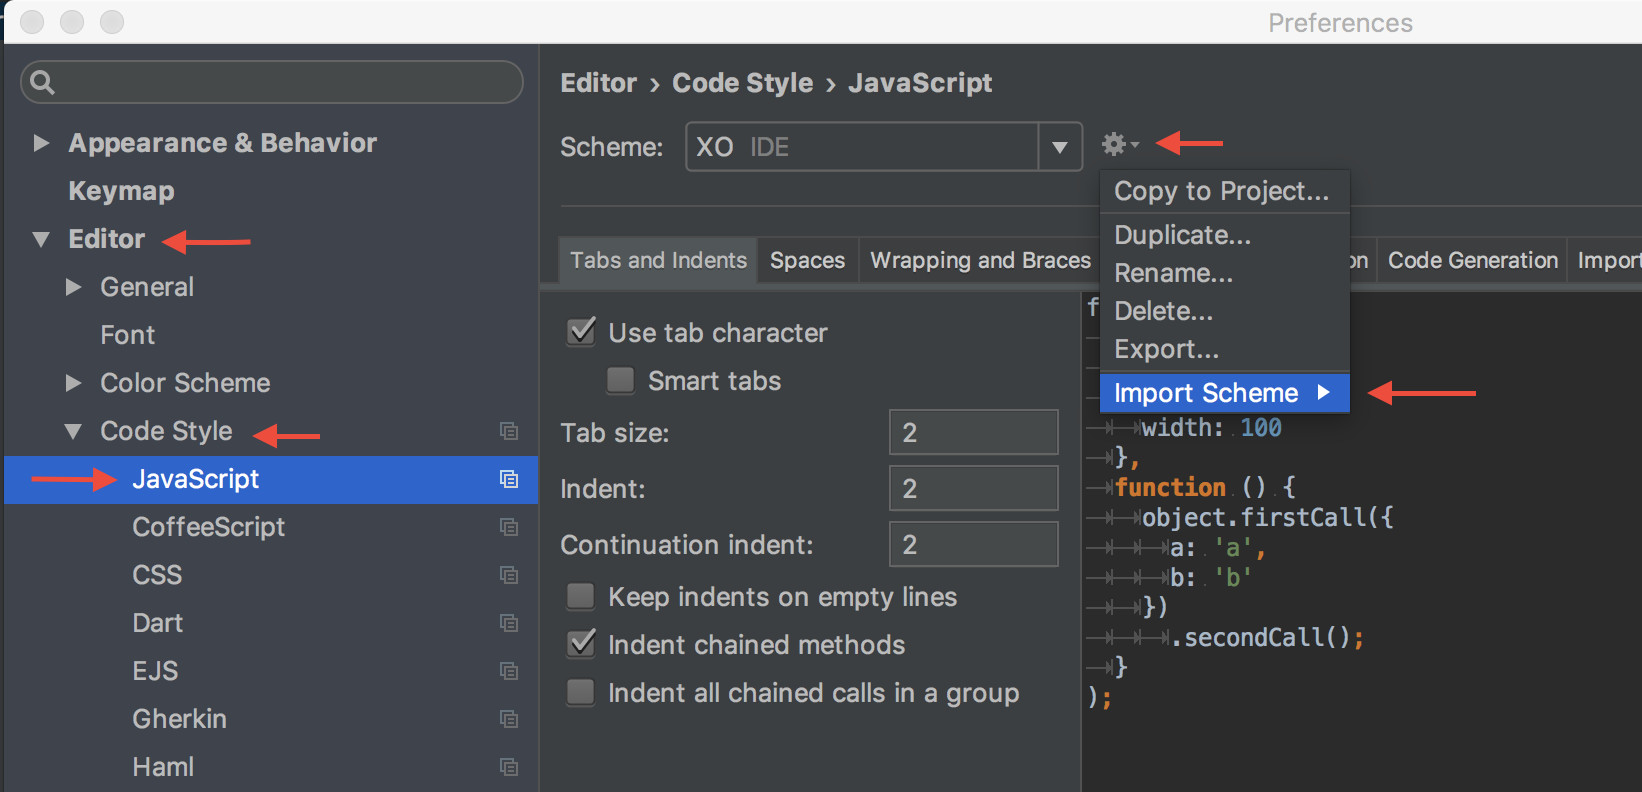 Preferences
Appearance & Behavior
Keymap
Editor
General
Font
Color Scheme
Code Style
JavaScript
CoffeeScript
CSS
Dart
EJS
Gherkin
Haml
Editor › Code Style › JavaScript
Scheme: XO IDE
Copy to Project...
Duplicate...
Rename...
Delete...
Export...
Import Scheme
Tabs and Indents Spaces Wrapping and Braces on Code Generation Import
Use tab character
Smart tabs
Tab size: 2
Indent: 2
Continuation indent: 2
Keep indents on empty lines
Indent chained methods
Indent all chained calls in a group
f
width: 100
},
function () {
object.firstCall({
a: 'a',
b: 'b'
})
.secondCall();
}
);